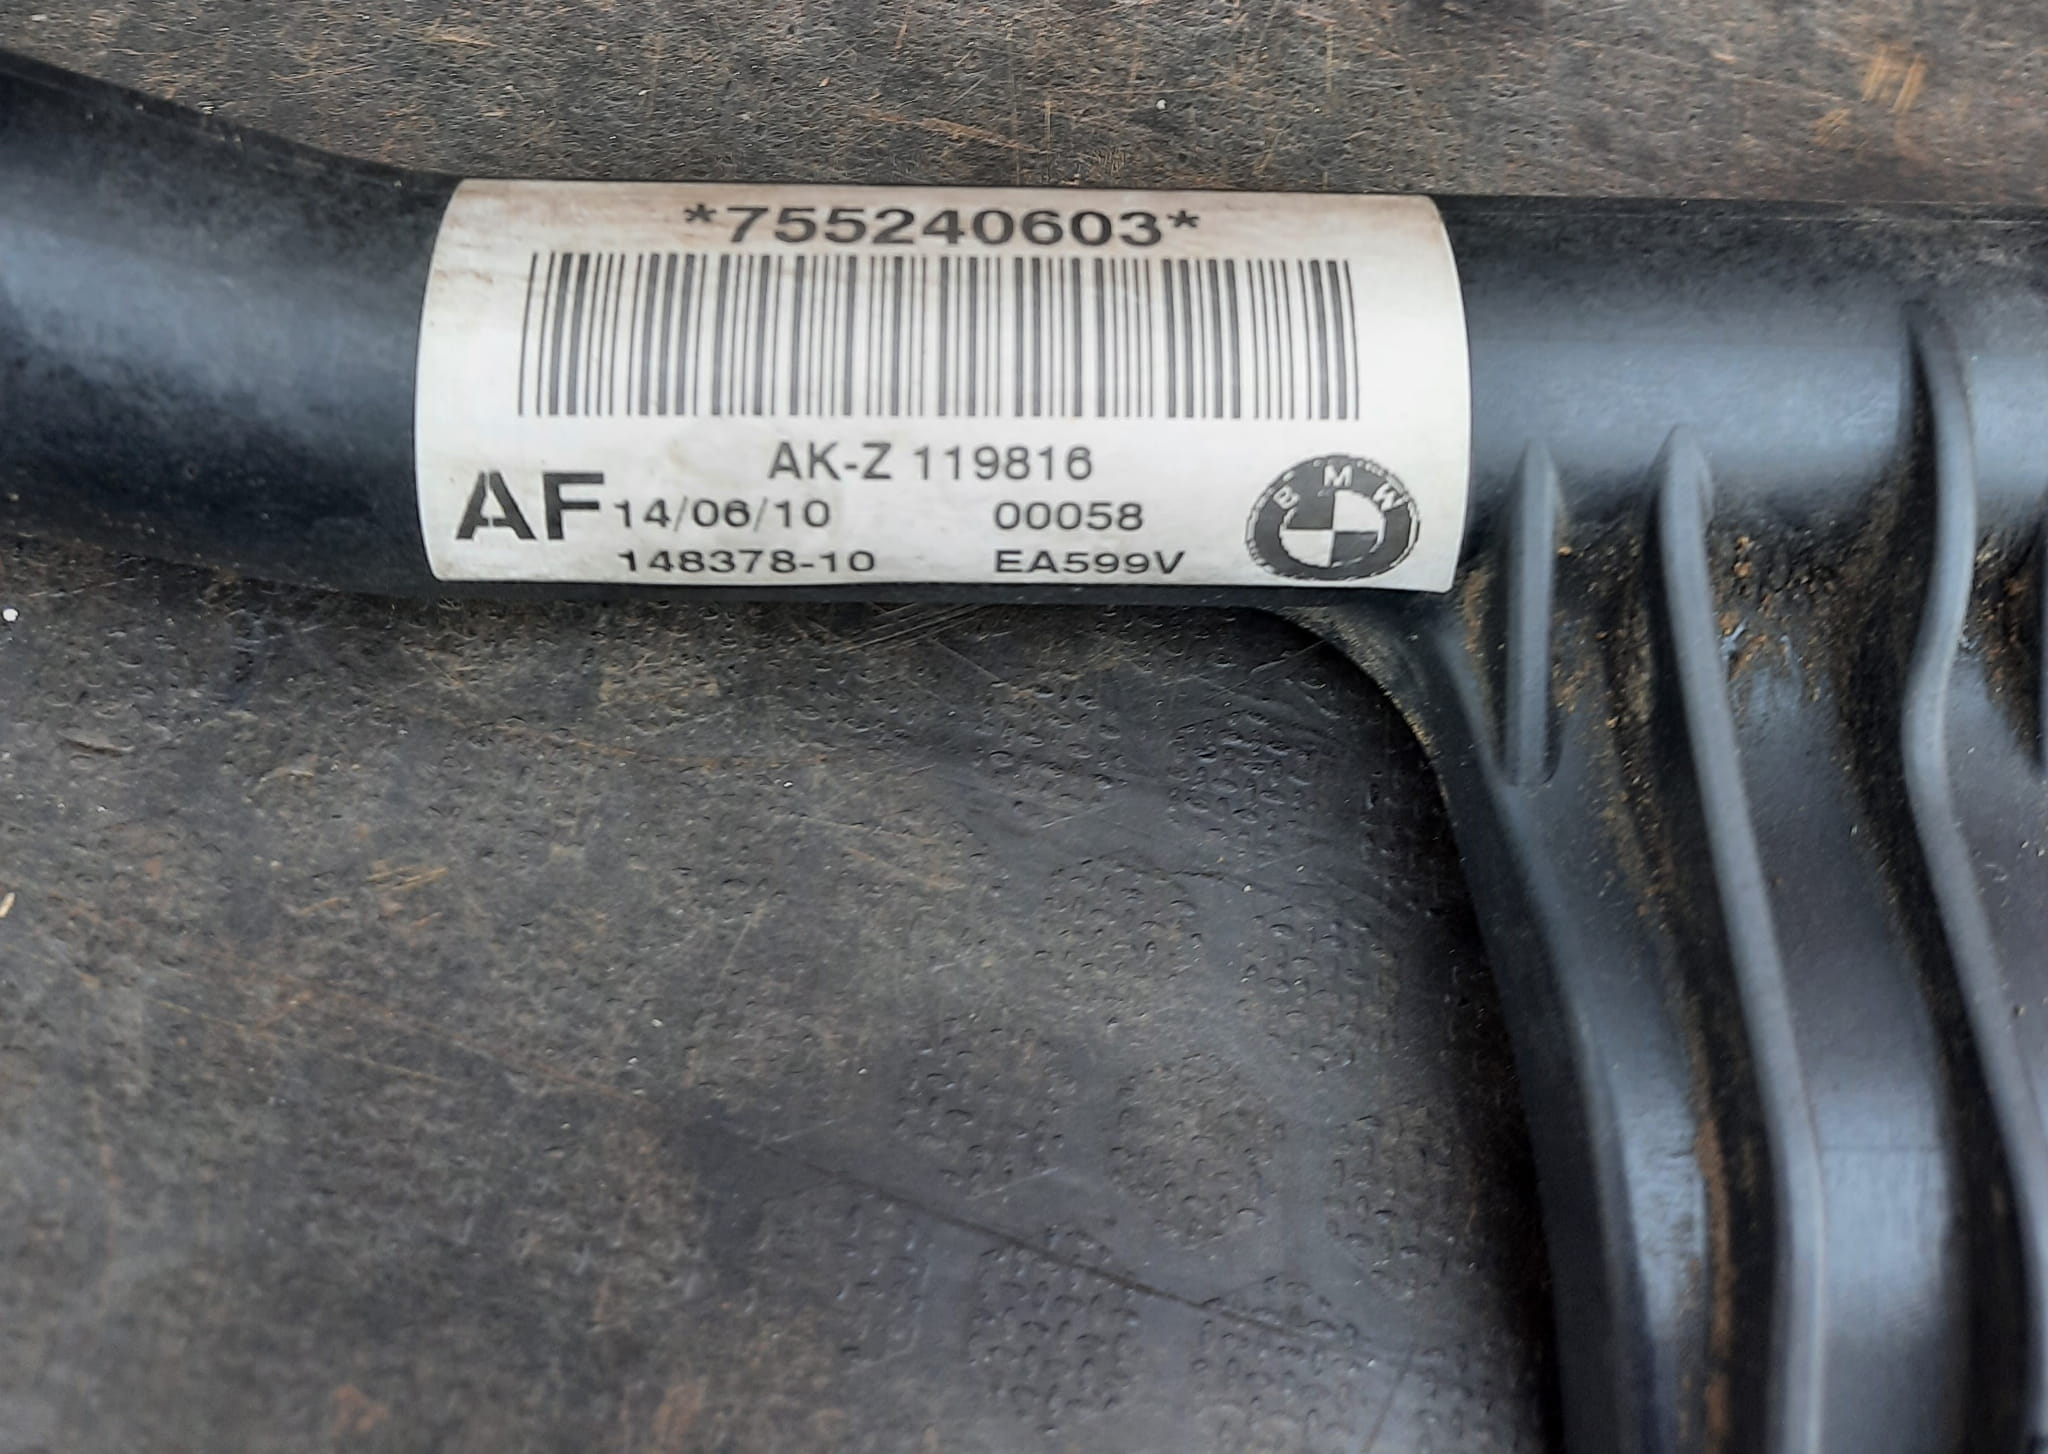 *755240603*
AK-Z 119816
AF 14/06/10 00058
148378-10 EA599V
BMW